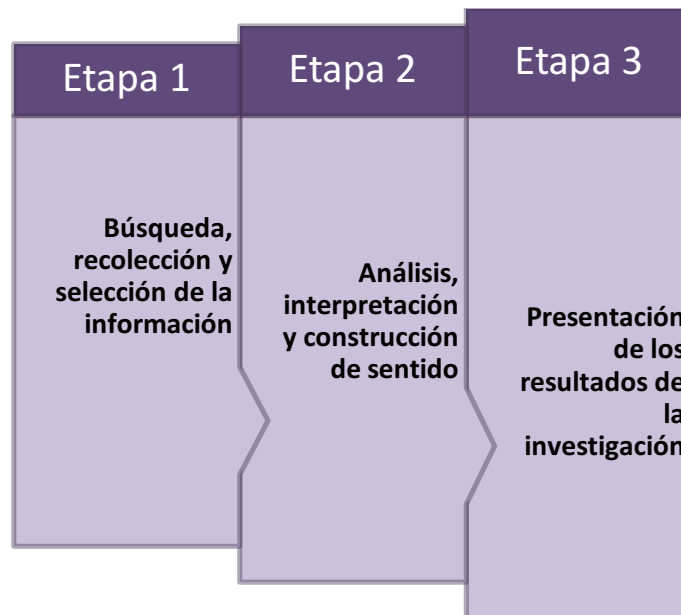 Etapa 1
Búsqueda,
recolección y
selección de la
información
Etapa 2
Análisis,
interpretación
y construcción
de sentido
Etapa 3
Presentación
de los
resultados de
la
investigación